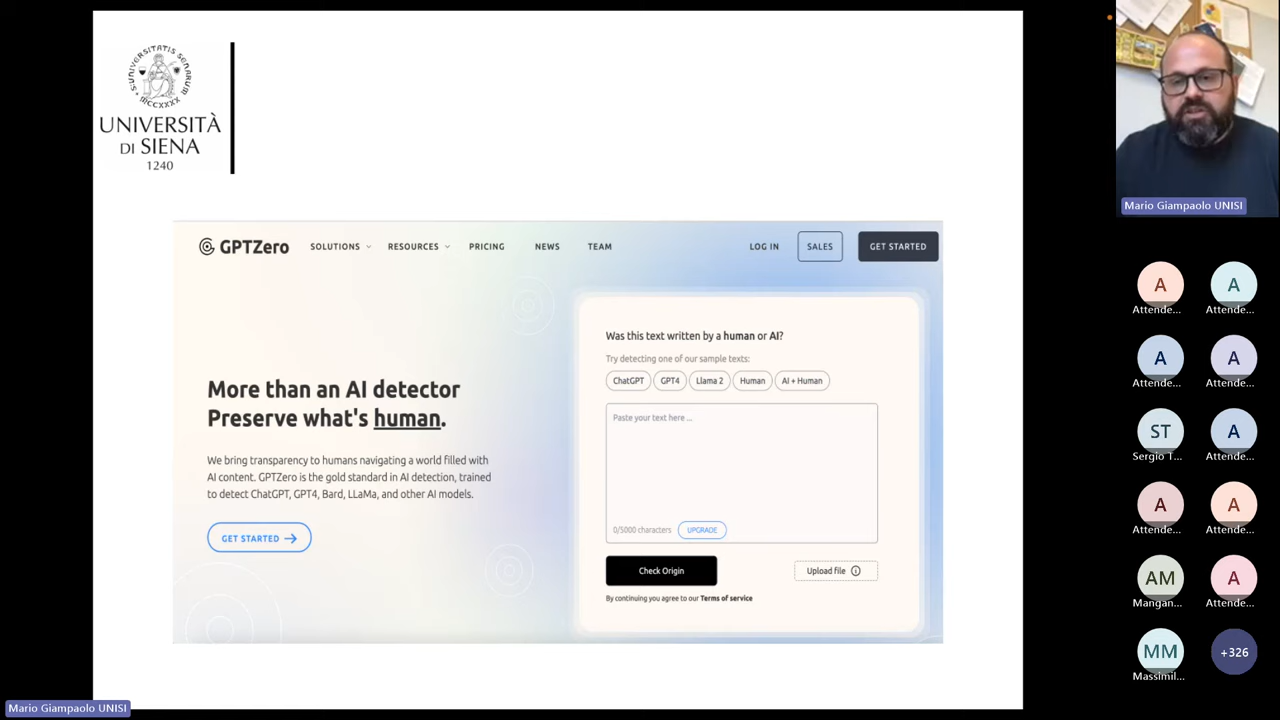 UNIVERSITÀ
DI SIENA
1240
GPTZero
SOLUTIONS
RESOURCES
PRICING
NEWS
TEAM
LOG IN
SALES
GET STARTED
More than an AI detector
Preserve what's human.
We bring transparency to humans navigating a world filled with
AI content. GPTZero is the gold standard in AI detection, trained
to detect ChatGPT, GPT4, Bard, LLaMa, and other AI models.
GET STARTED
Was this text written by a human or AI?
Try detecting one of our sample texts:
ChatGPT
GPT4
Llama 2
Human
AI + Human
Paste your text here ...
0/5000 characters
UPGRADE
Check Origin
Upload file
By continuing you agree to our Terms of service
Mario Giampaolo UNISI
A
Attende...
A
Attende...
A
Attende...
A
Attende...
ST
Sergio T...
A
Attende...
A
Attende...
A
Attende...
AM
Mangan...
A
Attende...
MM
Massimil...
+326
Mario Giampaolo UNISI